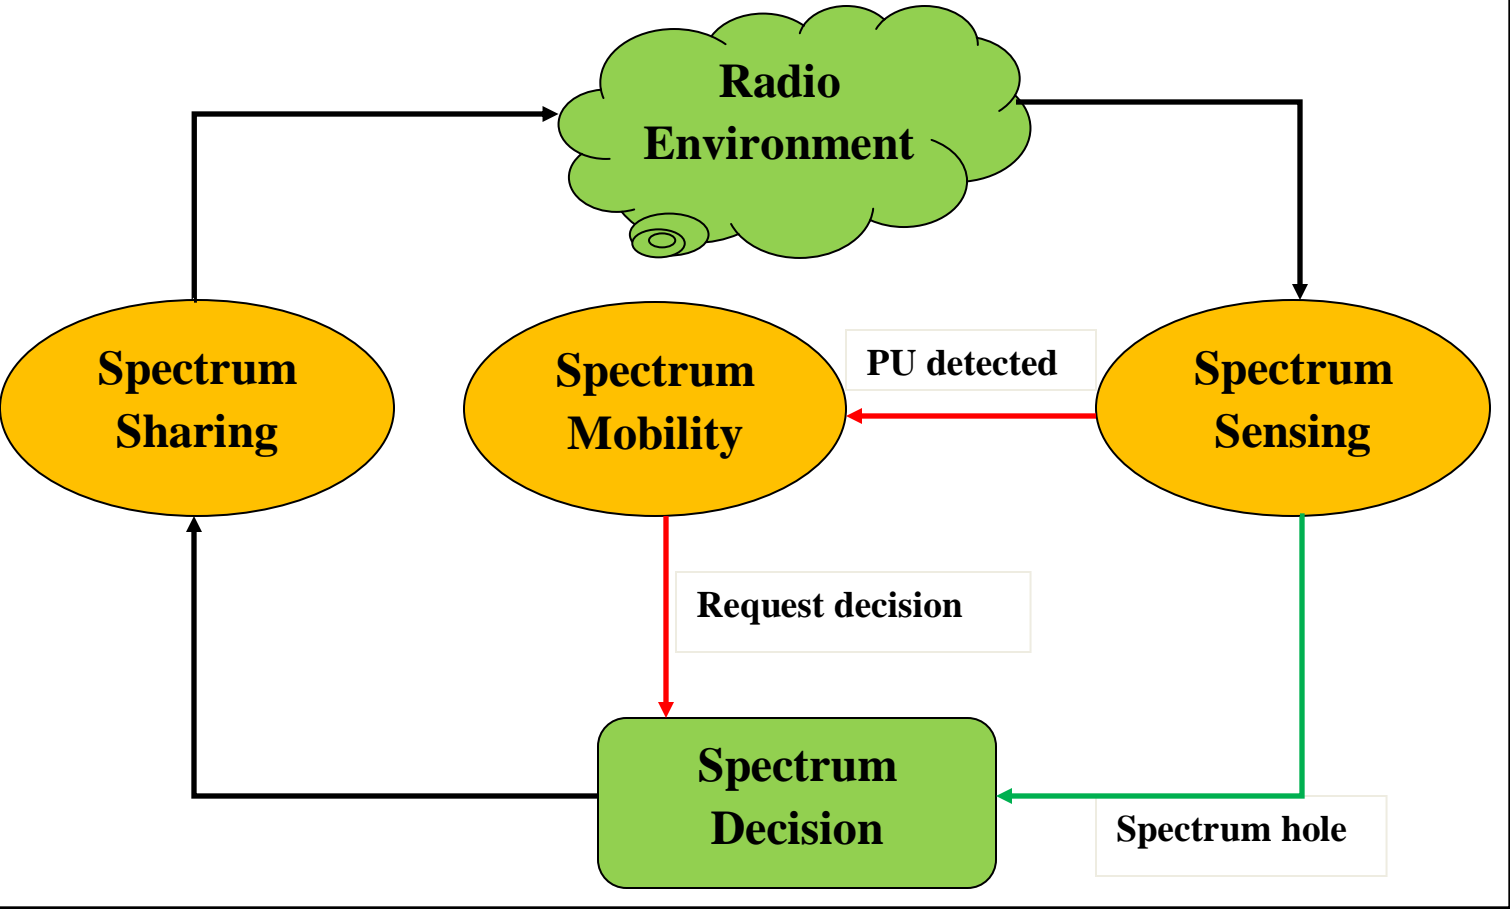 Radio
Environment
Spectrum
Sharing
Spectrum
Mobility
PU detected
Spectrum
Sensing
Request decision
Spectrum
Decision
Spectrum hole